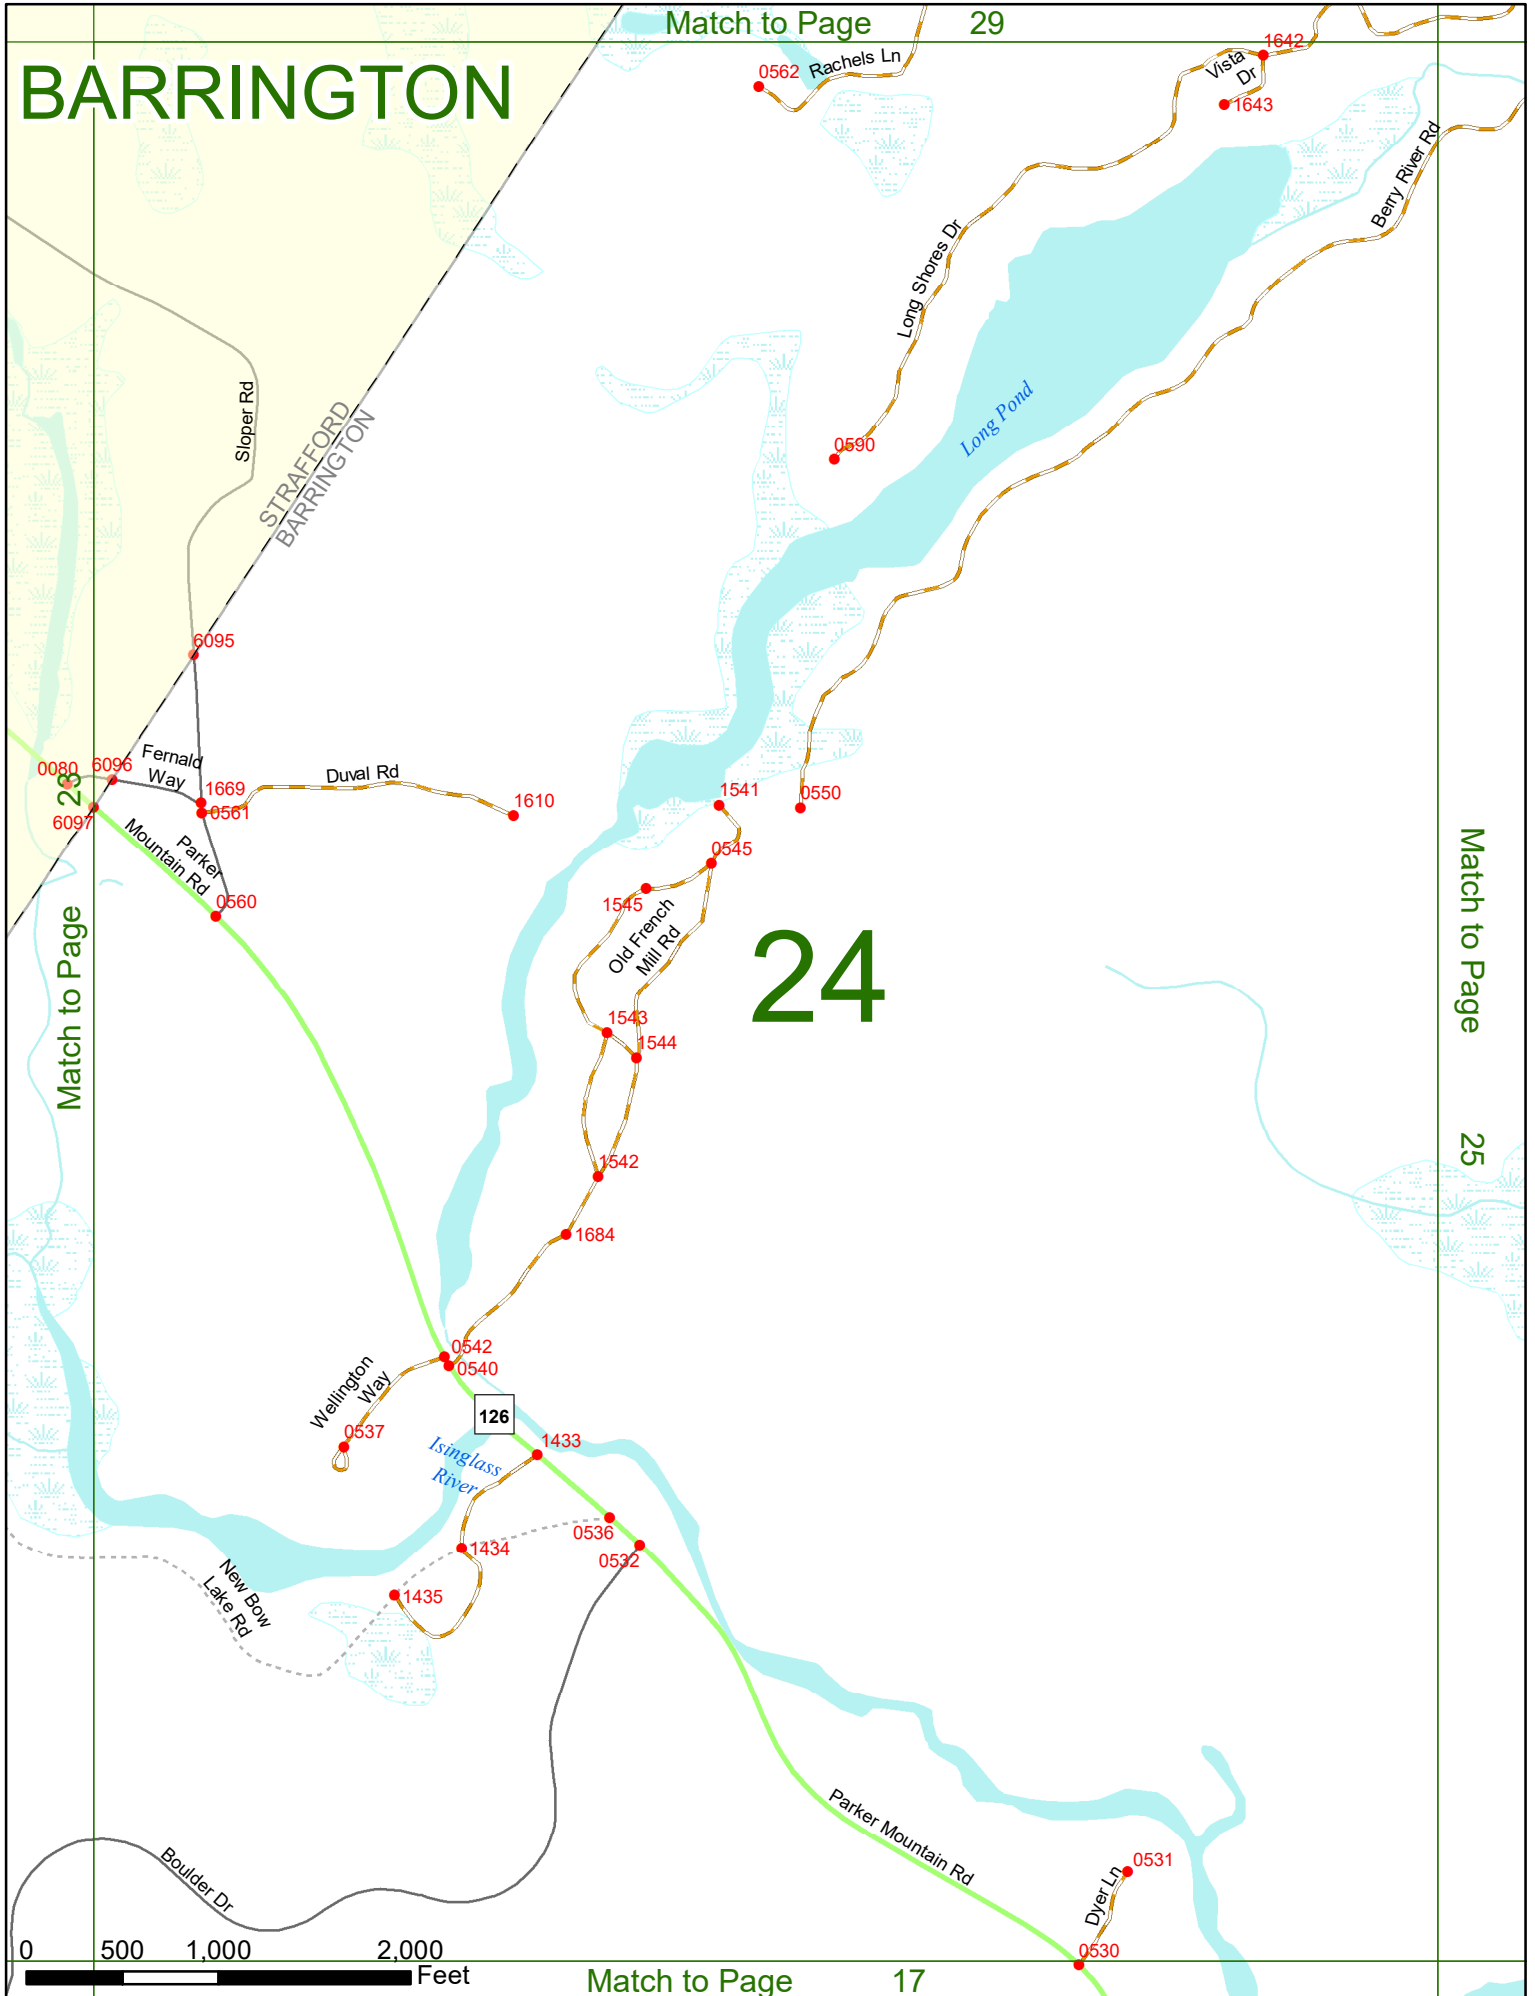 Match to Page 29
BARRINGTON
0562
Rachels Ln
1642
Vista
Dr
1643
Berry River Rd
Long Shores Dr
Sloper Rd
STRAFFORD
BARRINGTON
Long Pond
0590
6095
Fernald
Way
0080
6096
23
6097
1669
0561
Duval Rd
1610
1541
0550
Parker
Mountain Rd
0560
0545
1545
Old French
Mill Rd
24
Match to Page
Match to Page
25
1543
1544
1542
1684
0542
0540
Wellington
Way
0537
126
Isinglass
River
1433
0536
0532
1434
1435
New Bow
Lake Rd
Parker Mountain Rd
Boulder Dr
0531
Dyer Ln
0530
0 500 1,000 2,000
Feet
Match to Page 17